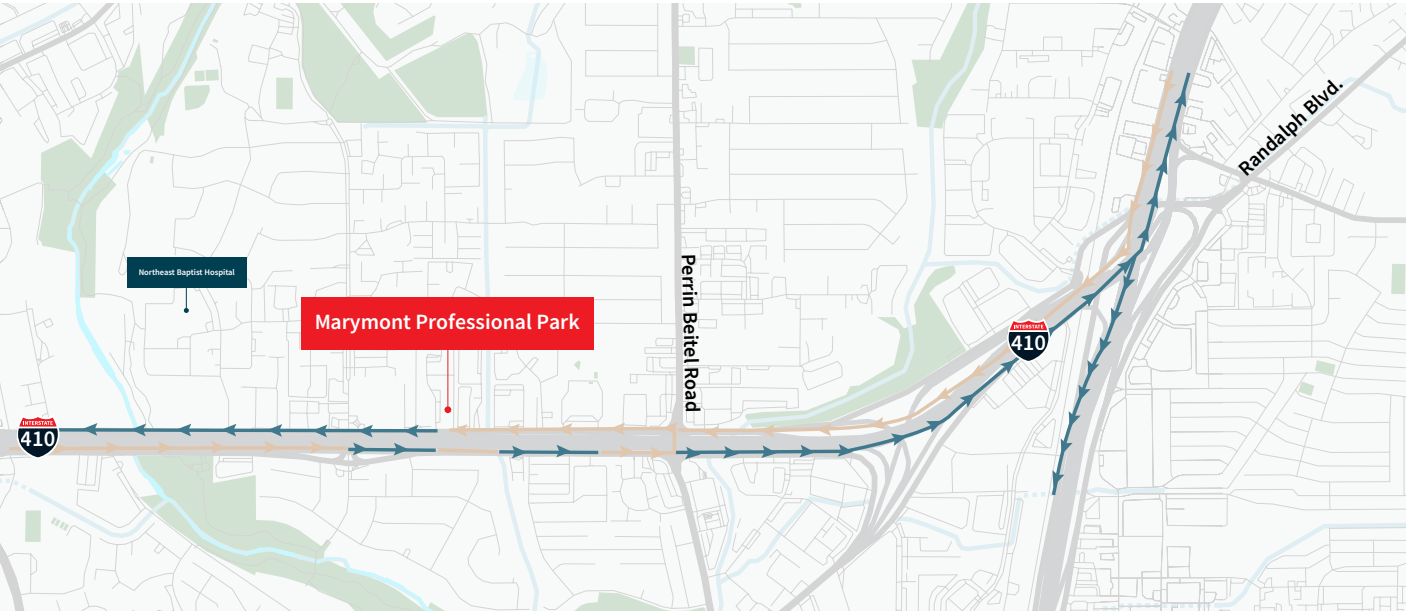 Randalph Blvd.
Northeast Baptist Hospital
Perrin Beitel Road
Marymont Professional Park
INTERSTATE
410
INTERSTATE
410